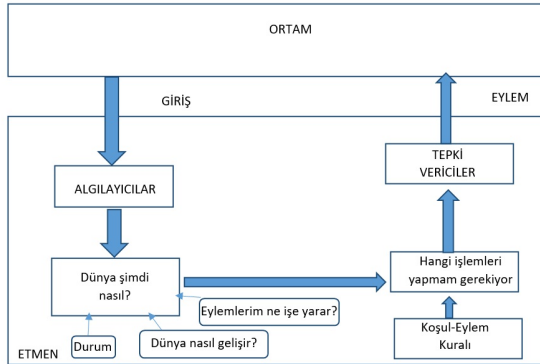 ORTAM
GİRİŞ
EYLEM
ALGILAYICILAR
TEPKİ
VERİCİLER
Dünya şimdi
nasıl?
Hangi işlemleri
yapmam gerekiyor
Eylemlerim ne işe yarar?
Durum
Dünya nasıl gelişir?
Koşul-Eylem
Kuralı
ETMEN